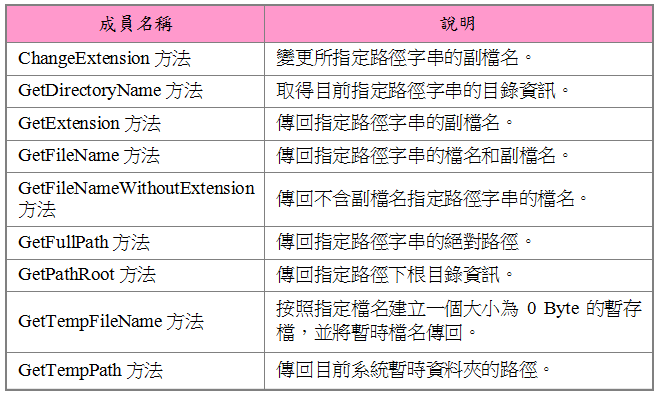 成員名稱 說明
ChangeExtension 方法 變更所指定路徑字串的副檔名。
GetDirectoryName 方法 取得目前指定路徑字串的目錄資訊。
GetExtension 方法 傳回指定路徑字串的副檔名。
GetFileName 方法 傳回指定路徑字串的檔名和副檔名。
GetFileNameWithoutExtension
方法
傳回不含副檔名指定路徑字串的檔名。
GetFullPath 方法 傳回指定路徑字串的絕對路徑。
GetPathRoot 方法 傳回指定路徑下根目錄資訊。
GetTempFileName 方法
按照指定檔名建立一個大小為 0 Byte 的暫存
檔，並將暫時檔名傳回。
GetTempPath 方法 傳回目前系統暫時資料夾的路徑。